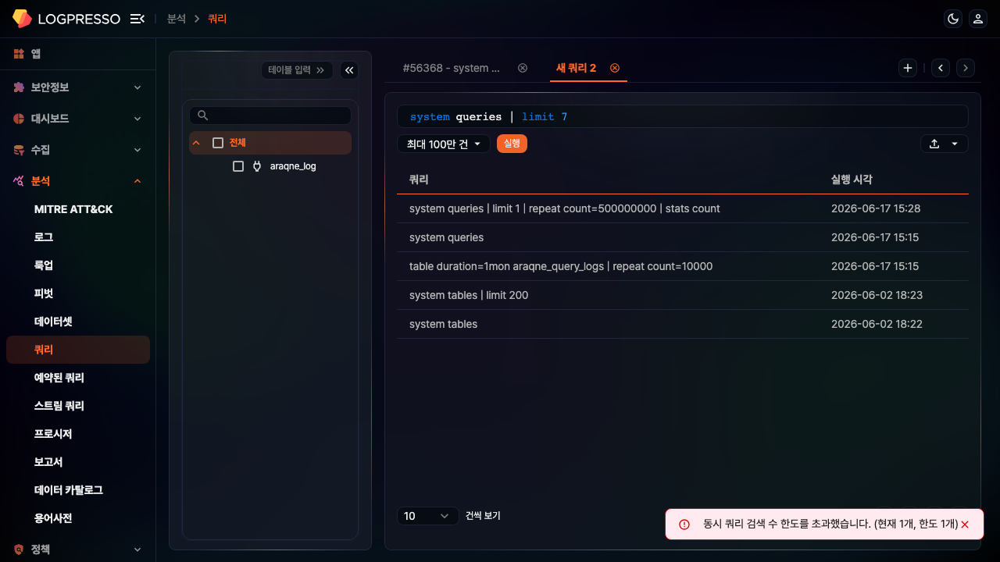 LOGPRESSO
분석 > 쿼리
앱
보안정보
대시보드
수집
분석
MITRE ATT&CK
로그
룩업
피벗
데이터셋
쿼리
예약된 쿼리
스트림 쿼리
프로시저
보고서
데이터 카탈로그
용어사전
정책
테이블 입력
전체
araqne_log
#56368 - system ...
새 쿼리 2
system queries | limit 7
최대 100만 건
실행
쿼리 실행 시각
system queries | limit 1 | repeat count=500000000 | stats count 2026-06-17 15:28
system queries 2026-06-17 15:15
table duration=1mon araqne_query_logs | repeat count=10000 2026-06-17 15:15
system tables | limit 200 2026-06-02 18:23
system tables 2026-06-02 18:22
10 건씩 보기
동시 쿼리 검색 수 한도를 초과했습니다. (현재 1개, 한도 1개)